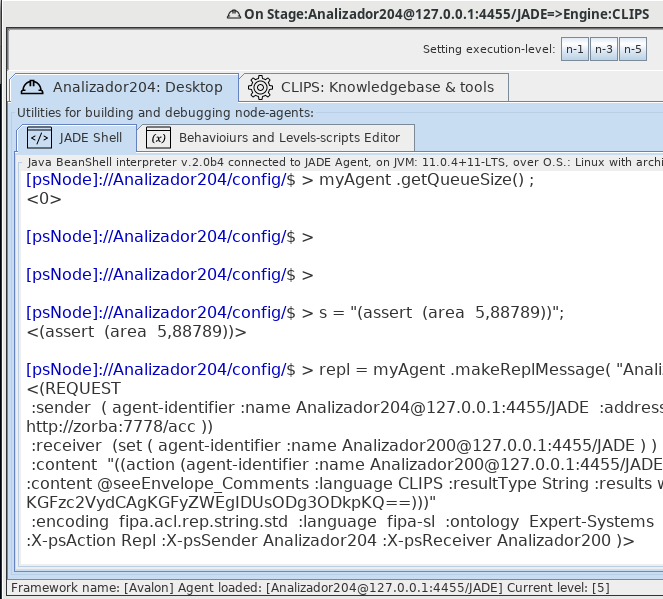 On Stage:Analizador204@127.0.0.1:4455/JADE=>Engine:CLIPS
Setting execution-level: n-1 n-3 n-5
Analizador204: Desktop CLIPS: Knowledgebase & tools
Utilities for building and debugging node-agents:
</> JADE Shell (x) Behavioiurs and Levels-scripts Editor
Java BeanShell interpreter v.2.0b4 connected to JADE Agent, on JVM: 11.0.4+11-LTS, over O.S.: Linux with archi
[psNode]://Analizador204/config/$ > myAgent .getQueueSize() ;
<0>
[psNode]://Analizador204/config/$ >
[psNode]://Analizador204/config/$ >
[psNode]://Analizador204/config/$ > s = "(assert  (area  5,88789))";
<(assert  (area  5,88789))>
[psNode]://Analizador204/config/$ > repl = myAgent .makeReplMessage( "Anali
<(REQUEST
:sender  ( agent-identifier :name Analizador204@127.0.0.1:4455/JADE  :address
http://zorba:7778/acc ))
:receiver  (set ( agent-identifier :name Analizador200@127.0.0.1:4455/JADE ) )
:content  "((action (agent-identifier :name Analizador200@127.0.0.1:4455/JADE
:content @seeEnvelope_Comments :language CLIPS :resultType String :results w
KGFzc2VydCAgKGFyZWEgIDUsODg3ODkpKQ==)))"
:encoding  fipa.acl.rep.string.std  :language  fipa-sl  :ontology  Expert-Systems
:X-psAction Repl :X-psSender Analizador204 :X-psReceiver Analizador200 )>
Framework name: [Avalon] Agent loaded: [Analizador204@127.0.0.1:4455/JADE] Current level: [5]